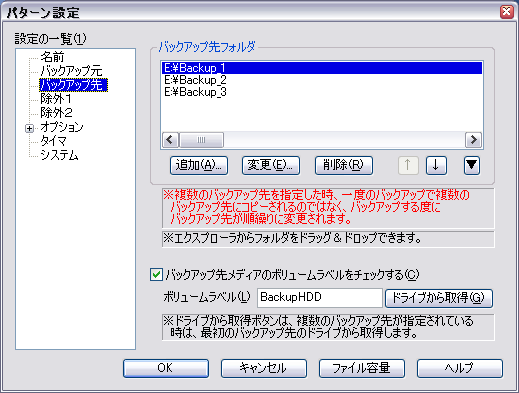 パターン設定
設定の一覧(1)
名前
バックアップ元
バックアップ先
除外1
除外2
オプション
タイマ
システム
バックアップ先フォルダ
E:¥Backup_1
E:¥Backup_2
E:¥Backup_3
追加(A)...
変更(E)...
削除(R)
↑
↓
▼
※複数のバックアップ先を指定した時、一度のバックアップで複数の
バックアップ先にコピーされるのではなく、バックアップする度に
バックアップ先が順繰りに変更されます。
※エクスプローラからフォルダをドラッグ&ドロップできます。
バックアップ先メディアのボリュームラベルをチェックする(C)
ボリュームラベル(L)
BackupHDD
ドライブから取得(G)
※ドライブから取得ボタンは、複数のバックアップ先が指定されている
時は、最初のバックアップ先のドライブから取得します。
OK
キャンセル
ファイル容量
ヘルプ